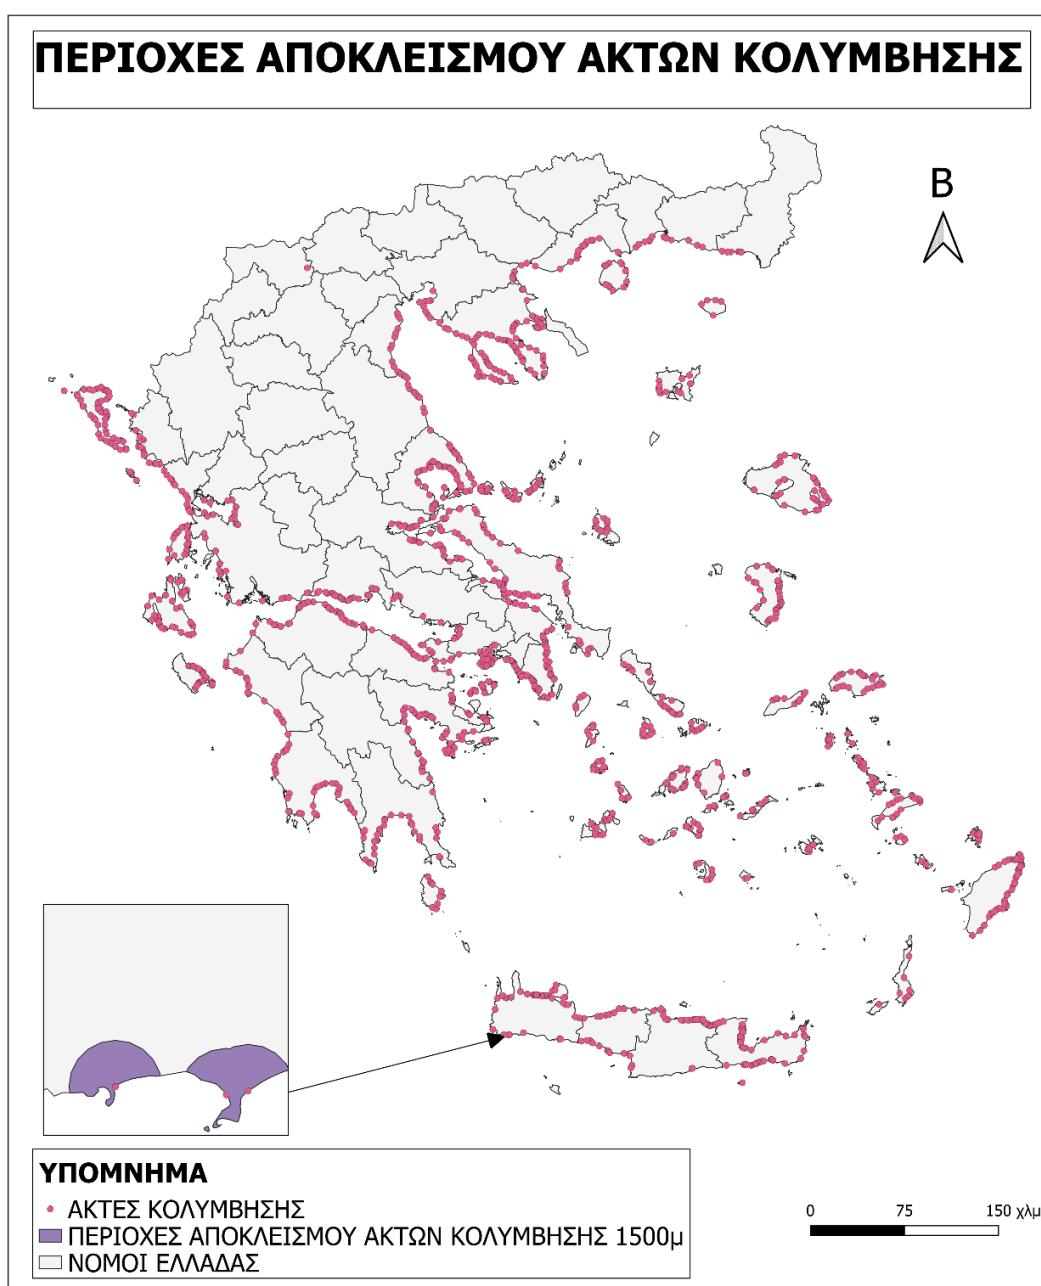 ΠΕΡΙΟΧΕΣ ΑΠΟΚΛΕΙΣΜΟΥ ΑΚΤΩΝ ΚΟΛΥΜΒΗΣΗΣ
Β
ΥΠΟΜΝΗΜΑ
ΑΚΤΕΣ ΚΟΛΥΜΒΗΣΗΣ
ΠΕΡΙΟΧΕΣ ΑΠΟΚΛΕΙΣΜΟΥ ΑΚΤΩΝ ΚΟΛΥΜΒΗΣΗΣ 1500μ
ΝΟΜΟΙ ΕΛΛΑΔΑΣ
0 75 150 χλμ